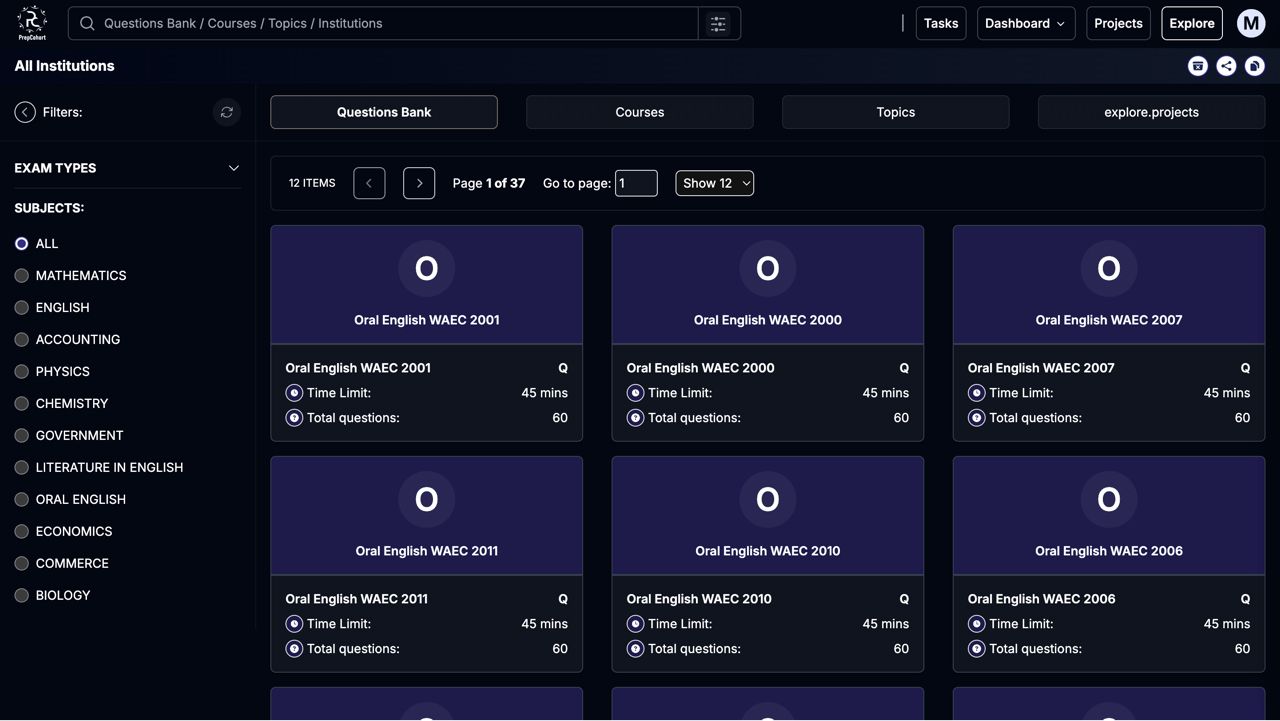 PrepCohort
Questions Bank / Courses / Topics / Institutions
Tasks
Dashboard
Projects
Explore
M
All Institutions
Filters:
Questions Bank
Courses
Topics
explore.projects
EXAM TYPES
SUBJECTS:
ALL
MATHEMATICS
ENGLISH
ACCOUNTING
PHYSICS
CHEMISTRY
GOVERNMENT
LITERATURE IN ENGLISH
ORAL ENGLISH
ECONOMICS
COMMERCE
BIOLOGY
12 ITEMS
Page 1 of 37
Go to page: 1
Show 12
O
Oral English WAEC 2001
Oral English WAEC 2001 Q
Time Limit: 45 mins
Total questions: 60
O
Oral English WAEC 2000
Oral English WAEC 2000 Q
Time Limit: 45 mins
Total questions: 60
O
Oral English WAEC 2007
Oral English WAEC 2007 Q
Time Limit: 45 mins
Total questions: 60
O
Oral English WAEC 2011
Oral English WAEC 2011 Q
Time Limit: 45 mins
Total questions: 60
O
Oral English WAEC 2010
Oral English WAEC 2010 Q
Time Limit: 45 mins
Total questions: 60
O
Oral English WAEC 2006
Oral English WAEC 2006 Q
Time Limit: 45 mins
Total questions: 60